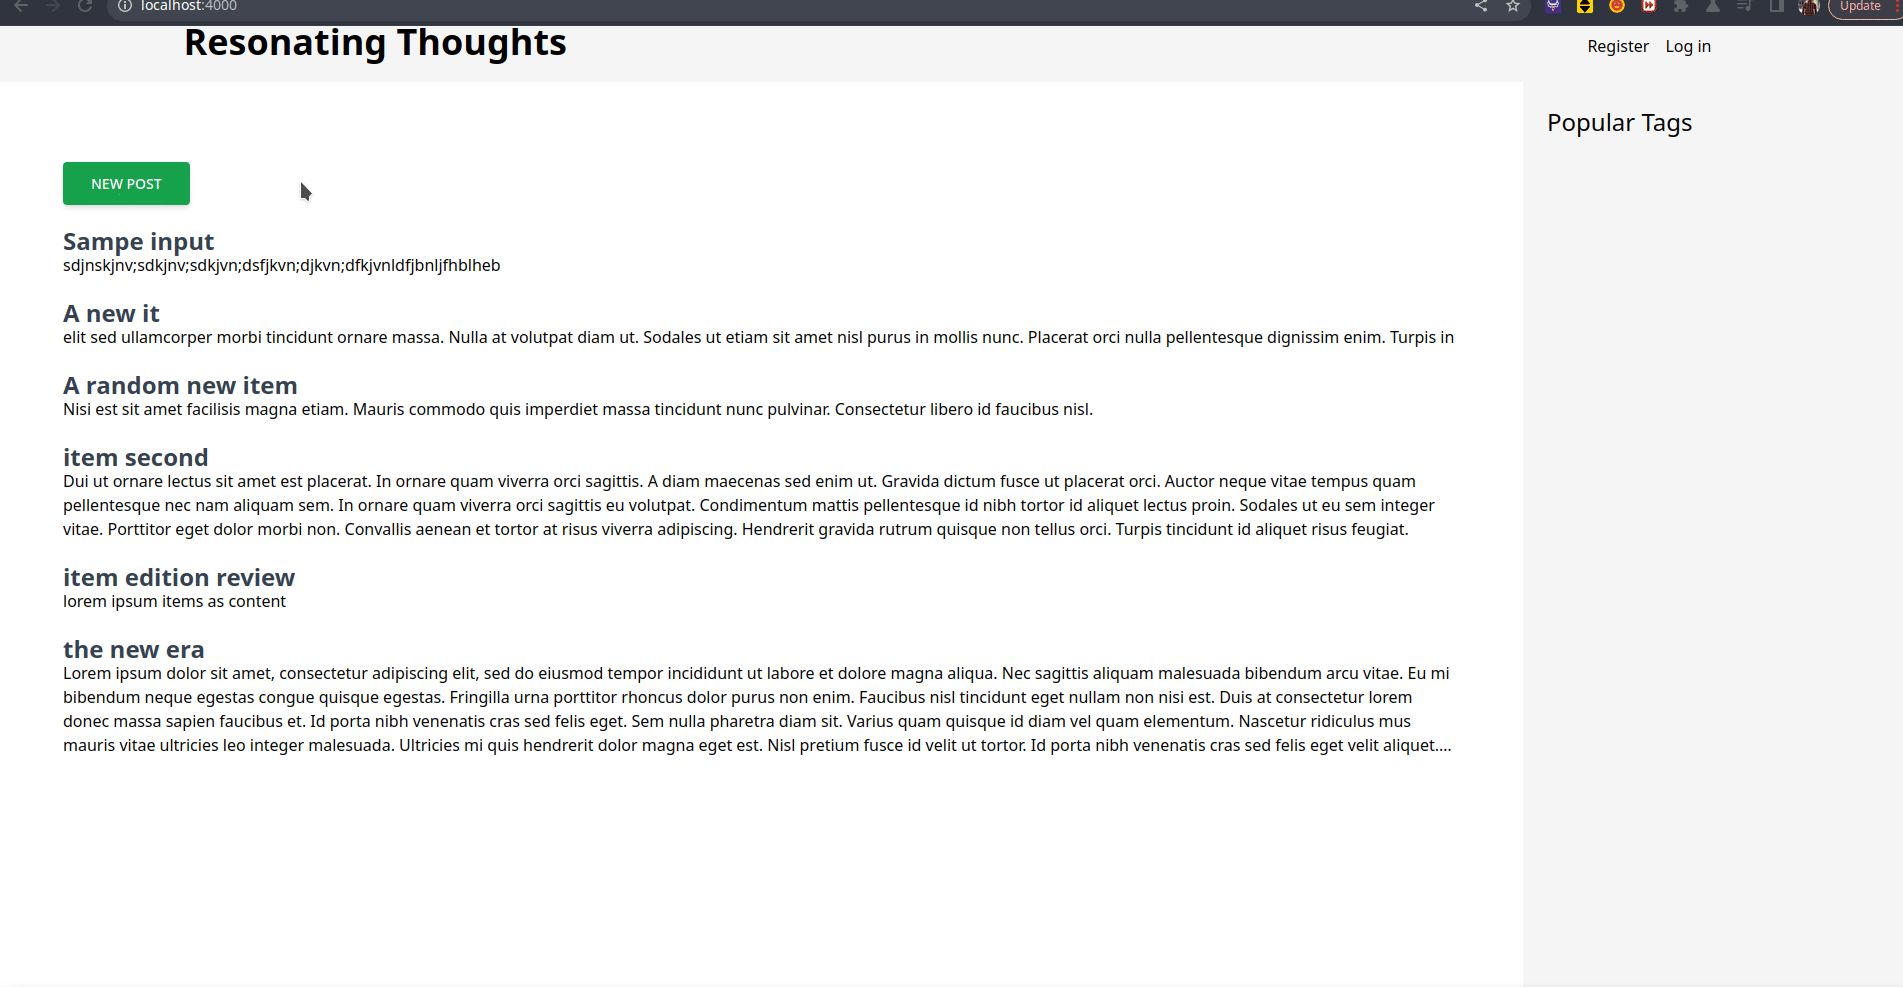 localhost:4000
Update
Resonating Thoughts
Register Log in
Popular Tags
NEW POST
Sampe input
sdjnskjnv;sdkjnv;sdkjvn;dsfjkvn;djkvn;dfkjvnldfjbnljfhblheb
A new it
elit sed ullamcorper morbi tincidunt ornare massa. Nulla at volutpat diam ut. Sodales ut etiam sit amet nisl purus in mollis nunc. Placerat orci nulla pellentesque dignissim enim. Turpis in
A random new item
Nisi est sit amet facilisis magna etiam. Mauris commodo quis imperdiet massa tincidunt nunc pulvinar. Consectetur libero id faucibus nisl.
item second
Dui ut ornare lectus sit amet est placerat. In ornare quam viverra orci sagittis. A diam maecenas sed enim ut. Gravida dictum fusce ut placerat orci. Auctor neque vitae tempus quam
pellentesque nec nam aliquam sem. In ornare quam viverra orci sagittis eu volutpat. Condimentum mattis pellentesque id nibh tortor id aliquet lectus proin. Sodales ut eu sem integer
vitae. Porttitor eget dolor morbi non. Convallis aenean et tortor at risus viverra adipiscing. Hendrerit gravida rutrum quisque non tellus orci. Turpis tincidunt id aliquet risus feugiat.
item edition review
lorem ipsum items as content
the new era
Lorem ipsum dolor sit amet, consectetur adipiscing elit, sed do eiusmod tempor incididunt ut labore et dolore magna aliqua. Nec sagittis aliquam malesuada bibendum arcu vitae. Eu mi
bibendum neque egestas congue quisque egestas. Fringilla urna porttitor rhoncus dolor purus non enim. Faucibus nisl tincidunt eget nullam non nisi est. Duis at consectetur lorem
donec massa sapien faucibus et. Id porta nibh venenatis cras sed felis eget. Sem nulla pharetra diam sit. Varius quam quisque id diam vel quam elementum. Nascetur ridiculus mus
mauris vitae ultricies leo integer malesuada. Ultricies mi quis hendrerit dolor magna eget est. Nisl pretium fusce id velit ut tortor. Id porta nibh venenatis cras sed felis eget velit aliquet....